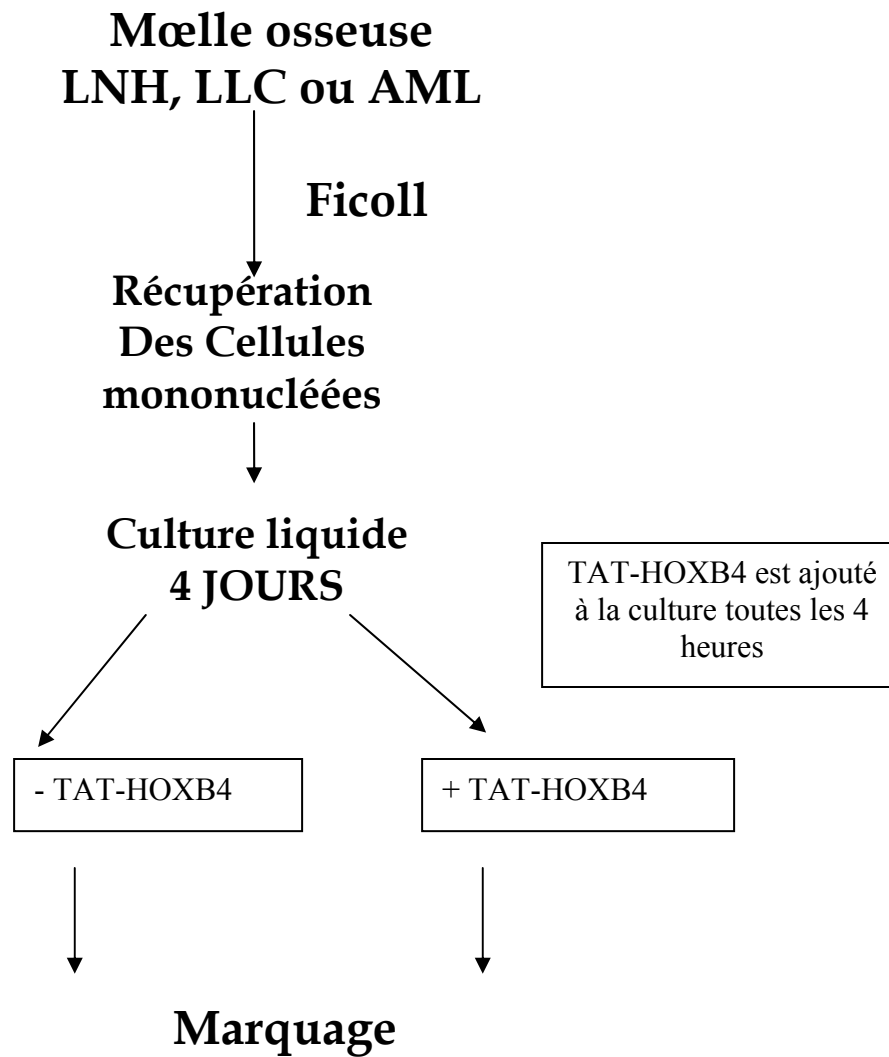 Mœlle osseuse
LNH, LLC ou AML
Ficoll
Récupération
Des Cellules
mononucléées
Culture liquide
4 JOURS
TAT-HOXB4 est ajouté
à la culture toutes les 4
heures
- TAT-HOXB4
+ TAT-HOXB4
Marquage